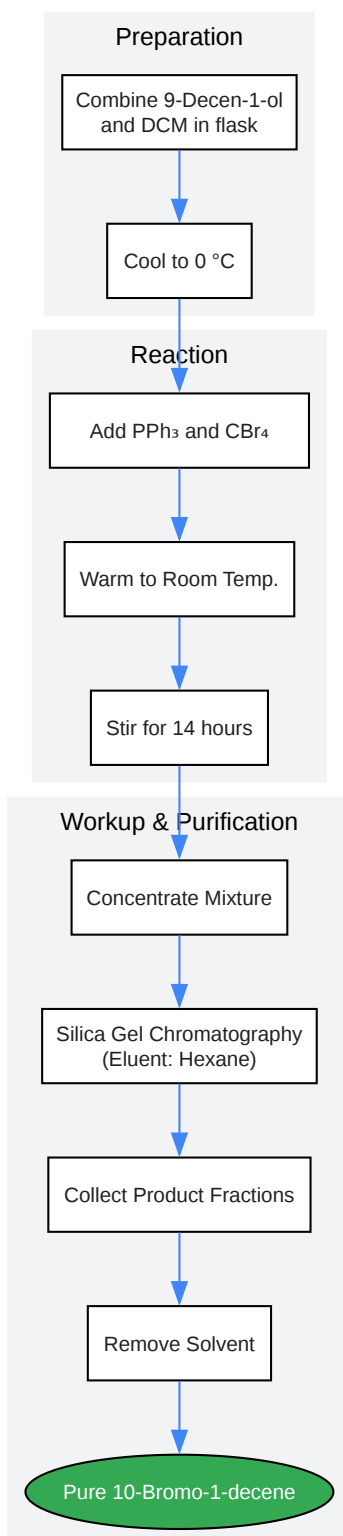 Preparation
Combine 9-Decen-1-ol
and DCM in flask
Cool to 0 °C
Reaction
Add PPh₃ and CBr₄
Warm to Room Temp.
Stir for 14 hours
Workup & Purification
Concentrate Mixture
Silica Gel Chromatography
(Eluent: Hexane)
Collect Product Fractions
Remove Solvent
Pure 10-Bromo-1-decene